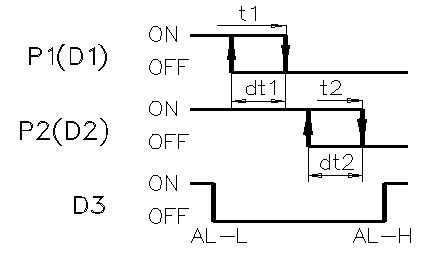 t1
ON
P1(D1)
OFF
dt1
t2
ON
P2(D2)
OFF
dt2
ON
D3
OFF
AL-L
AL-H